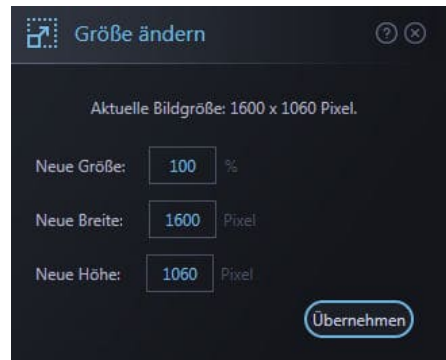 Größe ändern
Aktuelle Bildgröße: 1600 x 1060 Pixel.
Neue Größe: 100 %
Neue Breite: 1600 Pixel
Neue Höhe: 1060 Pixel
Übernehmen